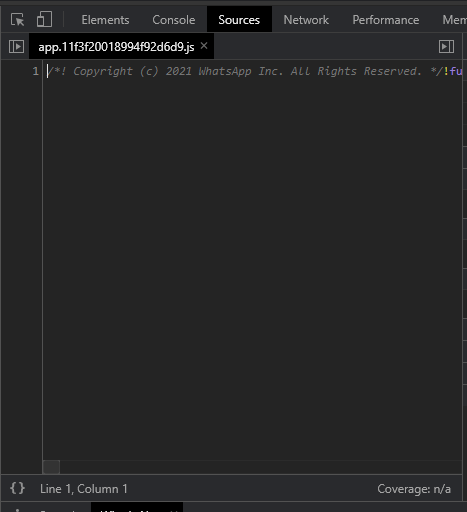 Elements Console Sources Network Performance Mem
app.11f3f20018994f92d6d9.js ×
1 /*! Copyright (c) 2021 WhatsApp Inc. All Rights Reserved. */!fu
{} Line 1, Column 1 Coverage: n/a